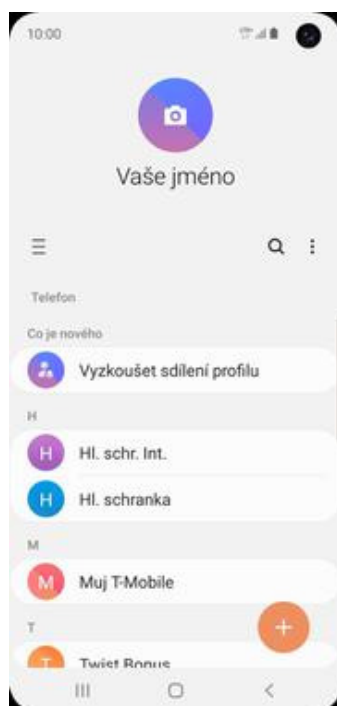 10:00
Vaše jméno
Telefon
Co je nového
Vyzkoušet sdílení profilu
H
H Hl. schr. Int.
H Hl. schranka
M
M Muj T-Mobile
T
T Twist Bonus